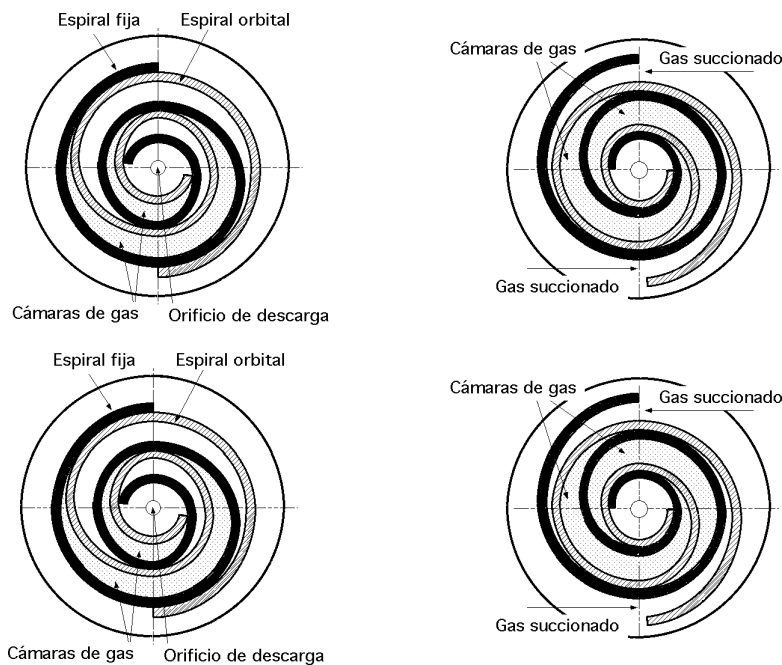 Espiral fija
Espiral orbital
Cámaras de gas
Orificio de descarga
Cámaras de gas
Gas succionado
Gas succionado
Espiral fija
Espiral orbital
Cámaras de gas
Orificio de descarga
Cámaras de gas
Gas succionado
Gas succionado